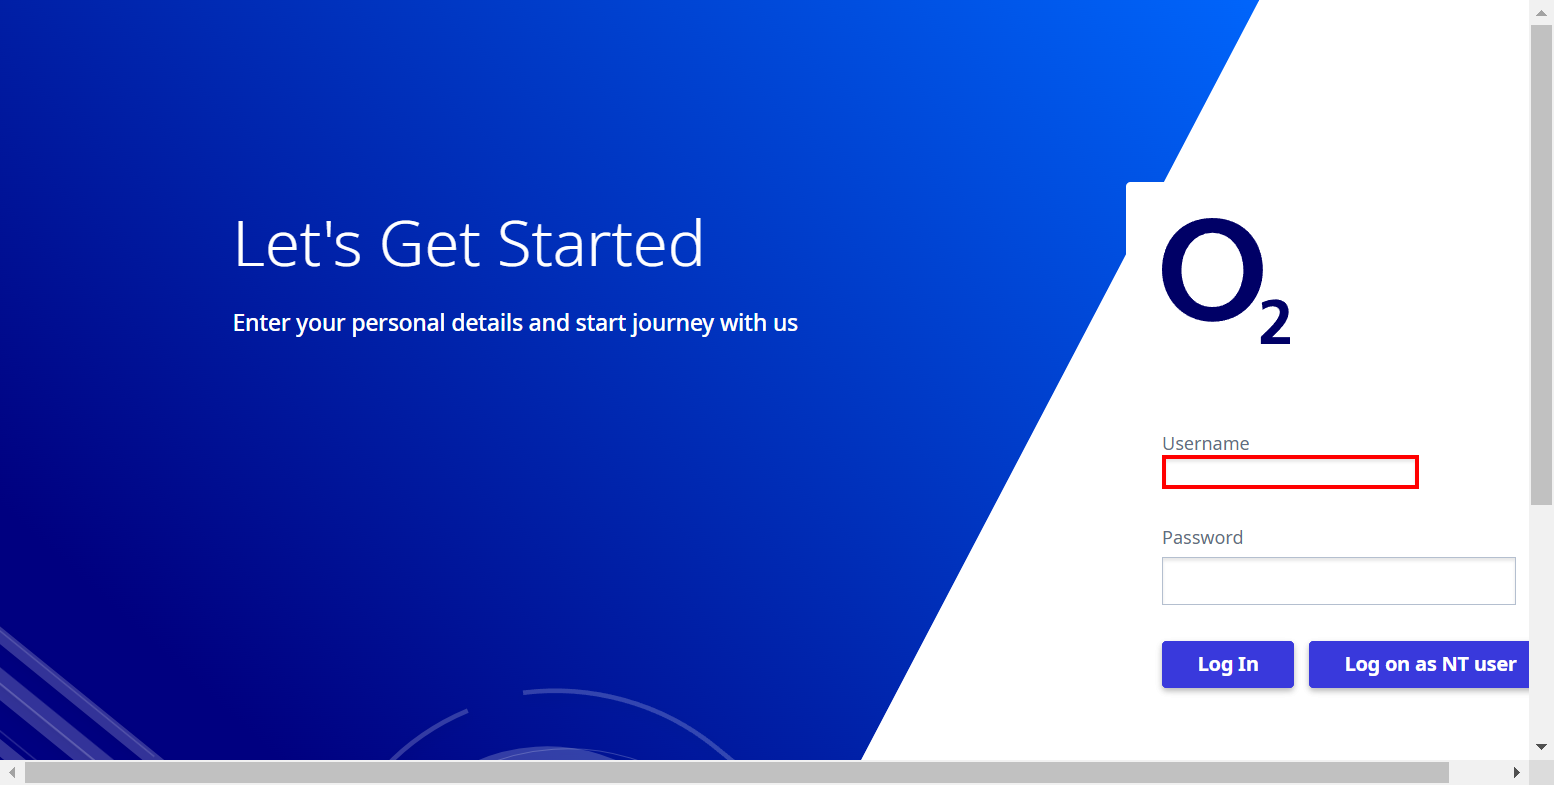 Let's Get Started
Enter your personal details and start journey with us
O2
Username
Password
Log In
Log on as NT user